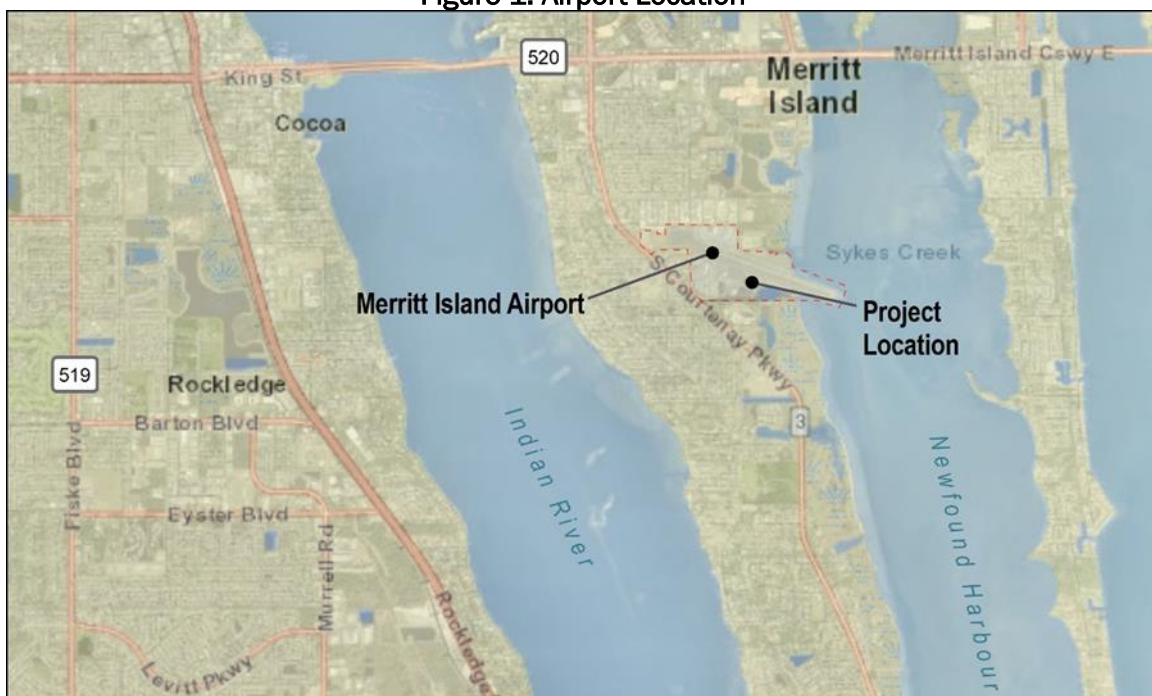 Figure 1. Airport Location
520
Merritt Island Cswy E
King St
Merritt
Island
Cocoa
Sykes Creek
Merritt Island Airport
S Courtenay Pkwy
Project
Location
519
Rockledge
Barton Blvd
3
Indian River
Newfound Harbour
Fiske Blvd
Eyster Blvd
Murrell Rd
Rockledge
Levitt Pkwy